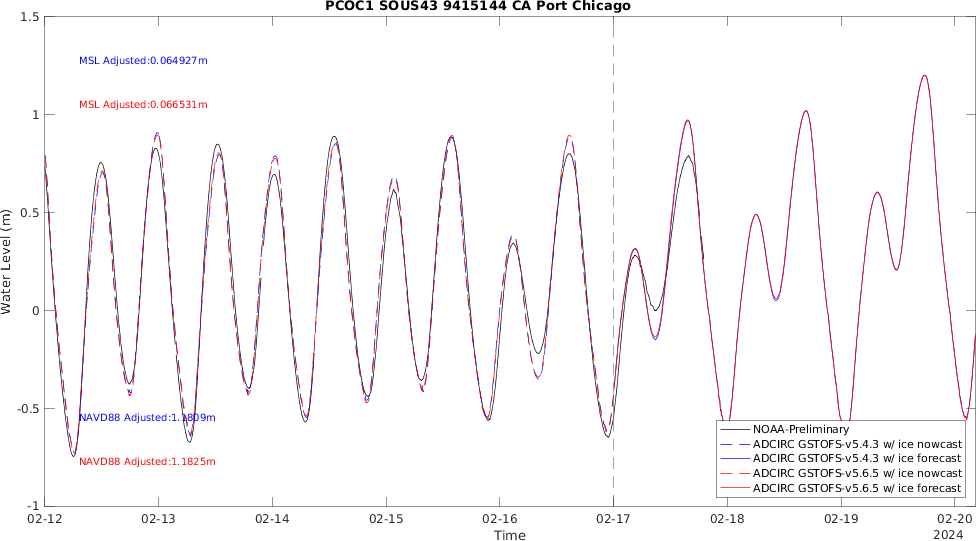 PCOC1 SOUS43 9415144 CA Port Chicago
1.5
MSL Adjusted:0.064927m
MSL Adjusted:0.066531m
1
0.5
Water Level (m)
0
-0.5
NAVD88 Adjusted:1.1809m
NAVD88 Adjusted:1.1825m
-1
NOAA-Preliminary
ADCIRC GSTOFS-v5.4.3 w/ ice nowcast
ADCIRC GSTOFS-v5.4.3 w/ ice forecast
ADCIRC GSTOFS-v5.6.5 w/ ice nowcast
ADCIRC GSTOFS-v5.6.5 w/ ice forecast
02-12 02-13 02-14 02-15 02-16 02-17 02-18 02-19 02-20
Time
2024